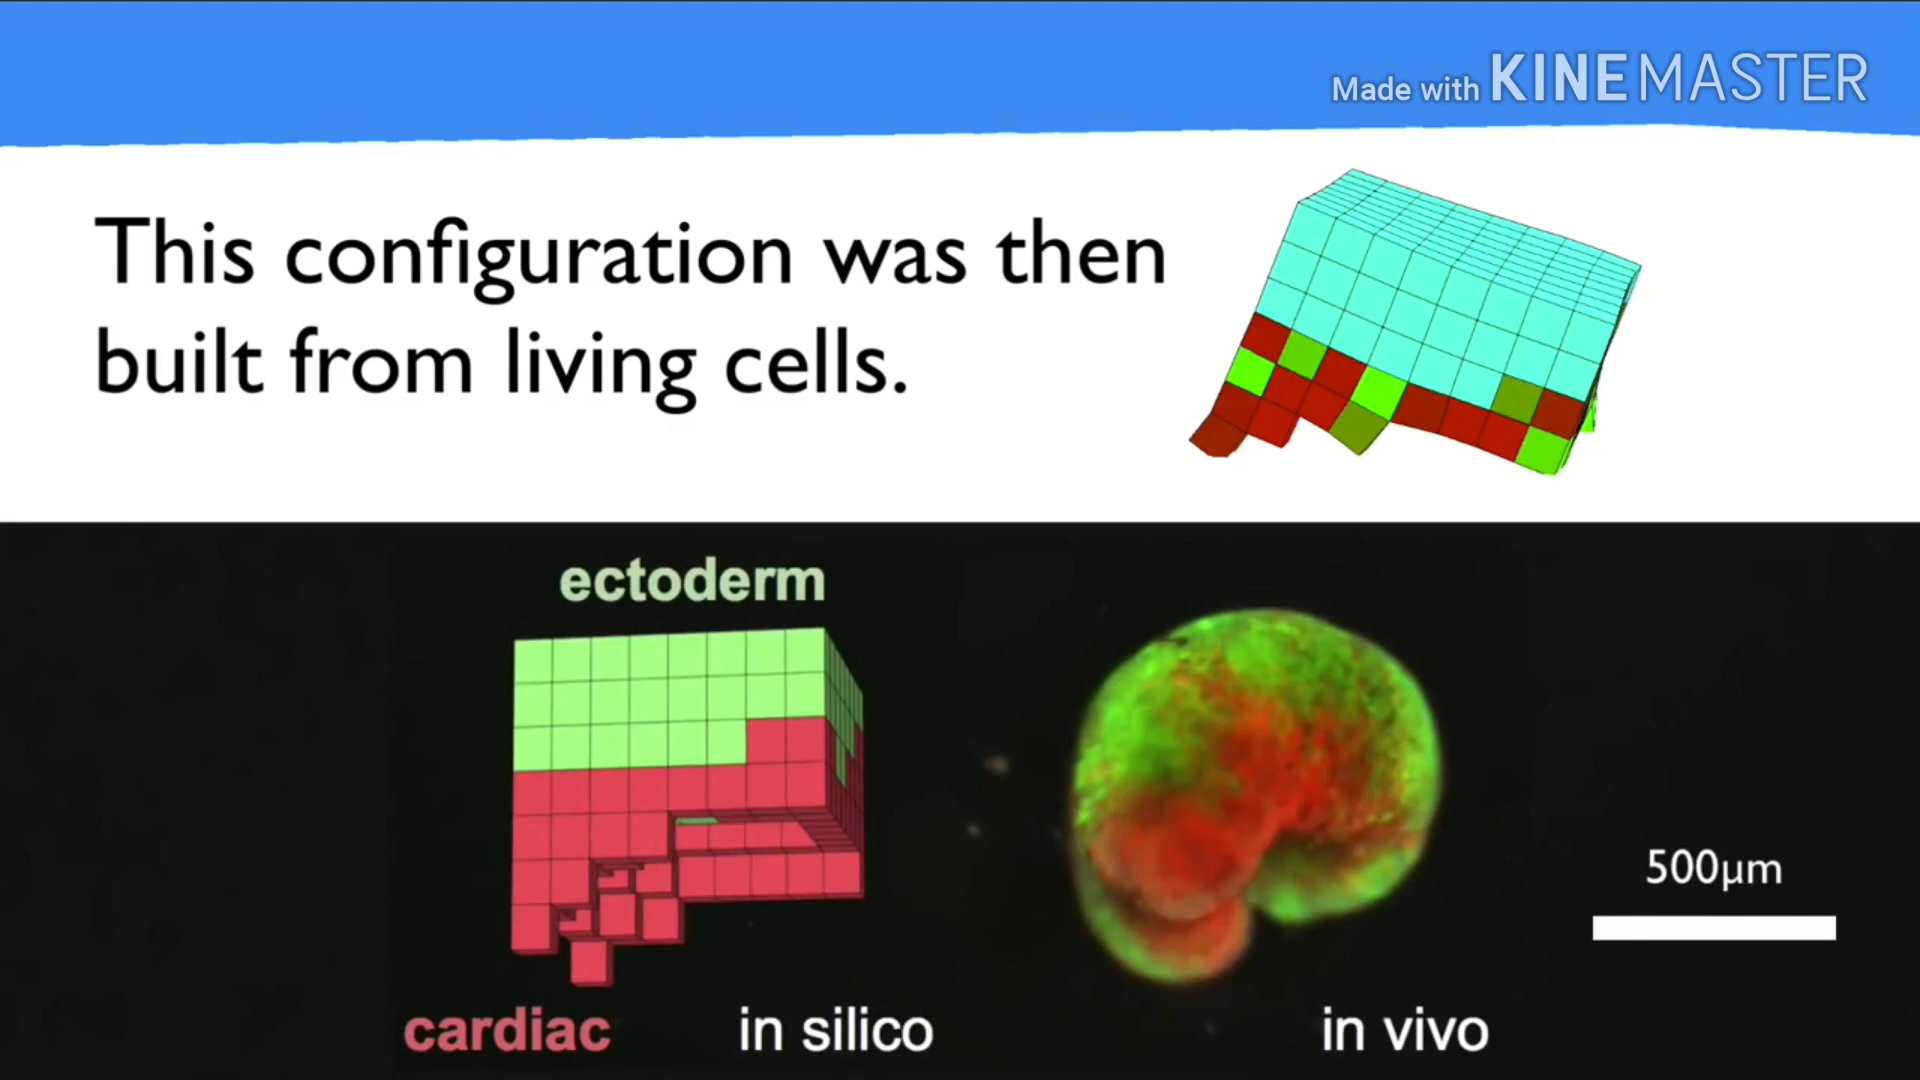 Made with KINEMASTER
This configuration was then
built from living cells.
ectoderm
500µm
cardiac in silico in vivo